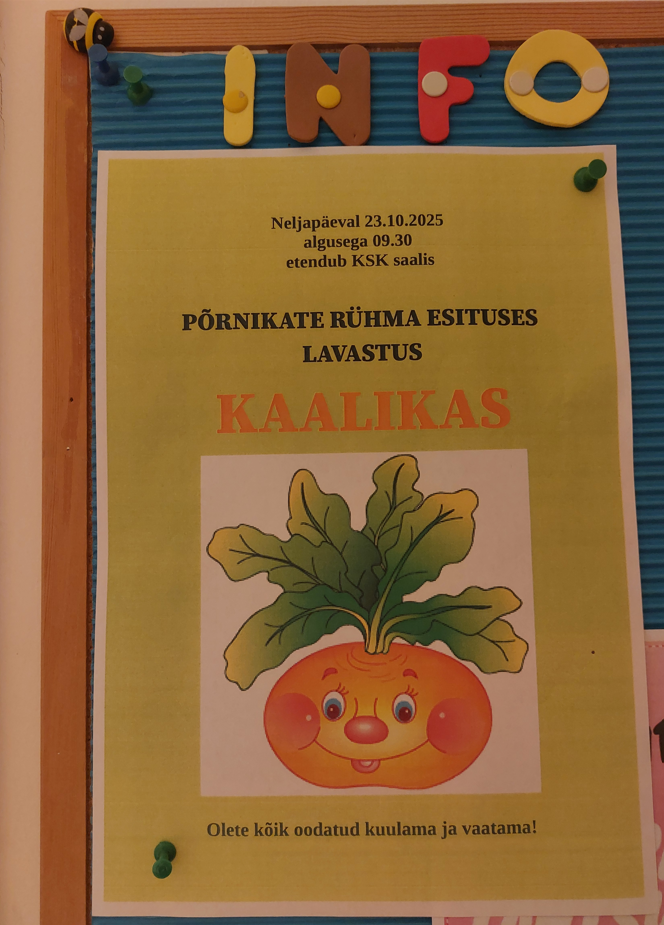 INFO
Neljapäeval 23.10.2025
algusega 09.30
etendub KSK saalis
PÕRNIKATE RÜHMA ESITUSES
LAVASTUS
KAALIKAS
Olete kõik oodatud kuulama ja vaatama!